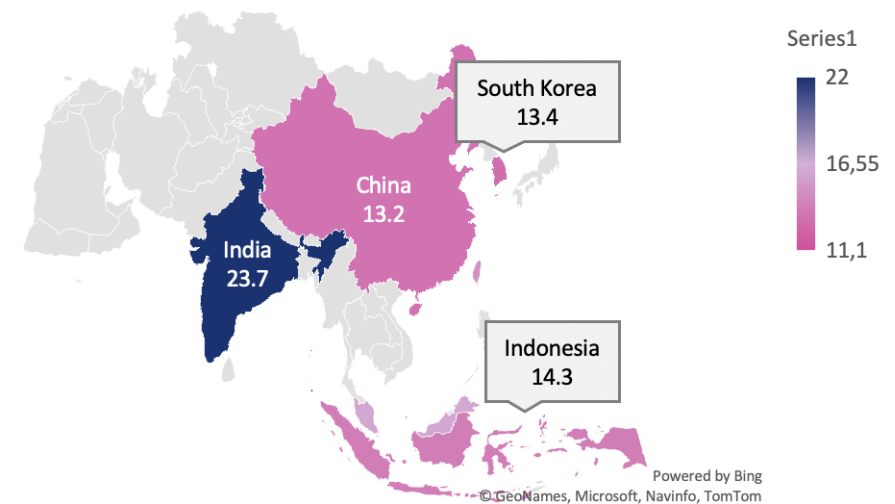 Series1
22
16,55
11,1
South Korea
13.4
China
13.2
India
23.7
Indonesia
14.3
Powered by Bing
© GeoNames, Microsoft, Navinfo, TomTom